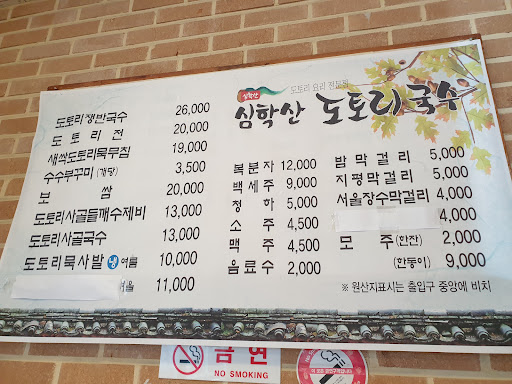 심학산
도토리 요리 전문점
심학산 도토리국수
도토리쟁반국수 26,000
도토리전 20,000
새싹도토리묵무침 19,000
수수부꾸미 (개당) 3,500
보쌈 20,000
도토리사골들깨수제비 13,000
도토리사골국수 13,000
도토리묵사발 냉 여름 10,000
겨울 11,000
복분자 12,000
백세주 9,000
청하 5,000
소주 4,500
맥주 4,500
음료수 2,000
밤막걸리 5,000
지평막걸리 5,000
서울장수막걸리 4,000
4,000
모주 (한잔) 2,000
(한동이) 9,000
※ 원산지표시는 출입구 중앙에 비치
금연
NO SMOKING